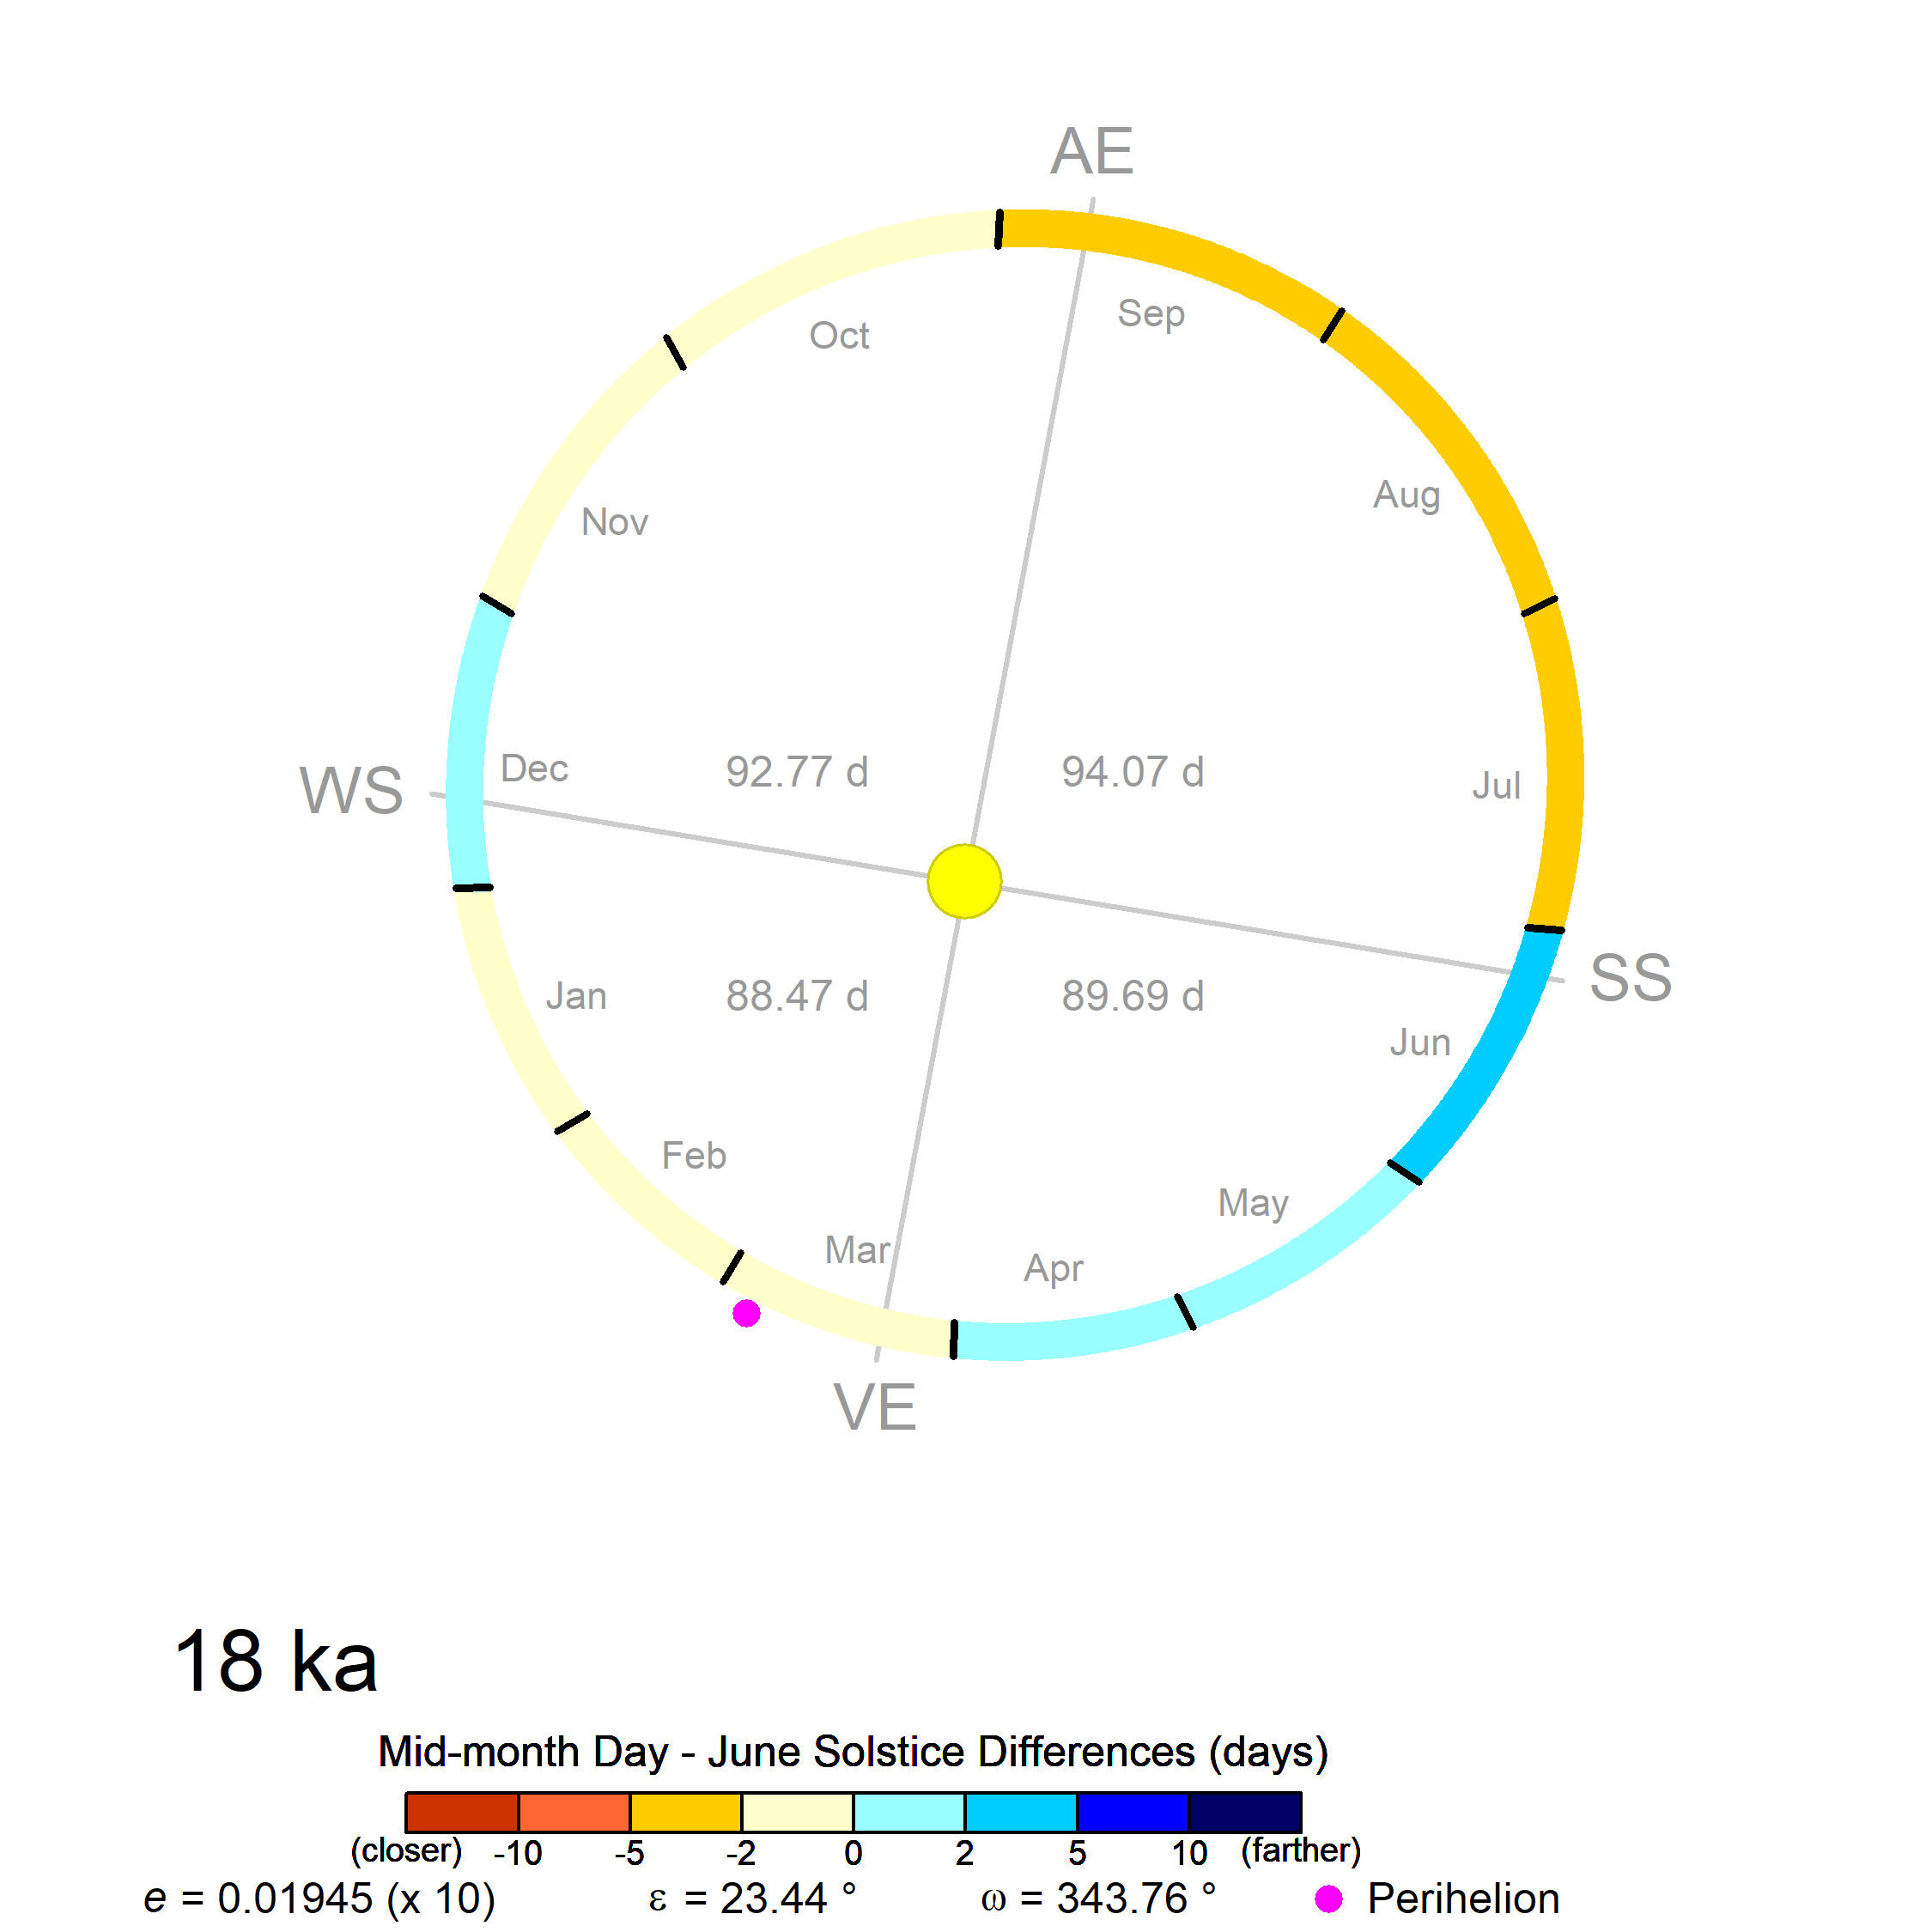 AE
Sep
Oct
Aug
Nov
Dec
92.77 d
94.07 d
Jul
WS
SS
Jan
88.47 d
89.69 d
Jun
Feb
May
Mar
Apr
VE
18 ka
Mid-month Day - June Solstice Differences (days)
(closer) -10 -5 -2 0 2 5 10 (farther)
e = 0.01945 (x 10) ε = 23.44 ° ω = 343.76 ° Perihelion